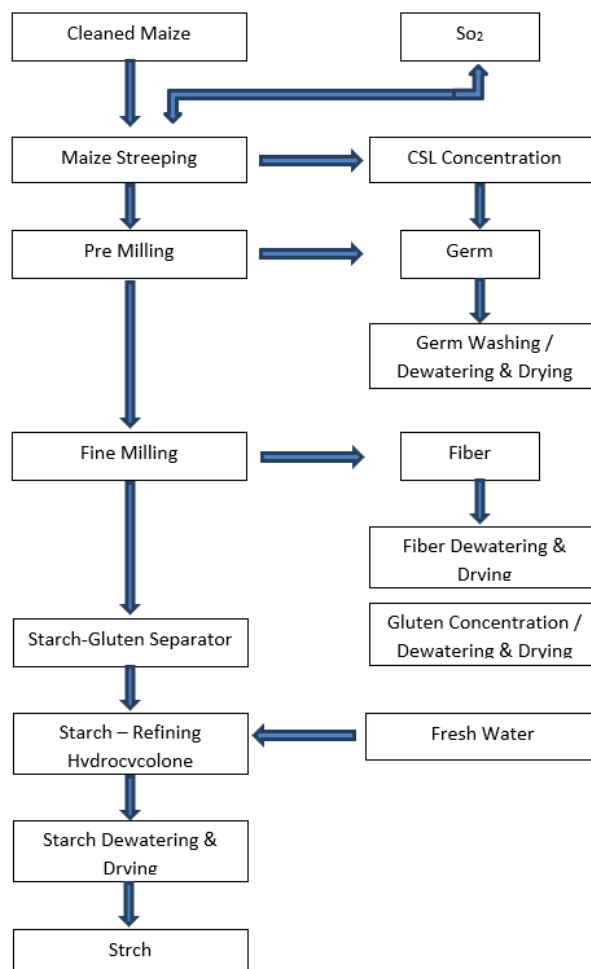 Cleaned Maize
So₂
Maize Streeping
CSL Concentration
Pre Milling
Germ
Germ Washing /
Dewatering & Drying
Fine Milling
Fiber
Fiber Dewatering &
Drying
Gluten Concentration /
Dewatering & Drying
Starch-Gluten Separator
Starch – Refining
Hydrocycolone
Fresh Water
Starch Dewatering &
Drying
Strch